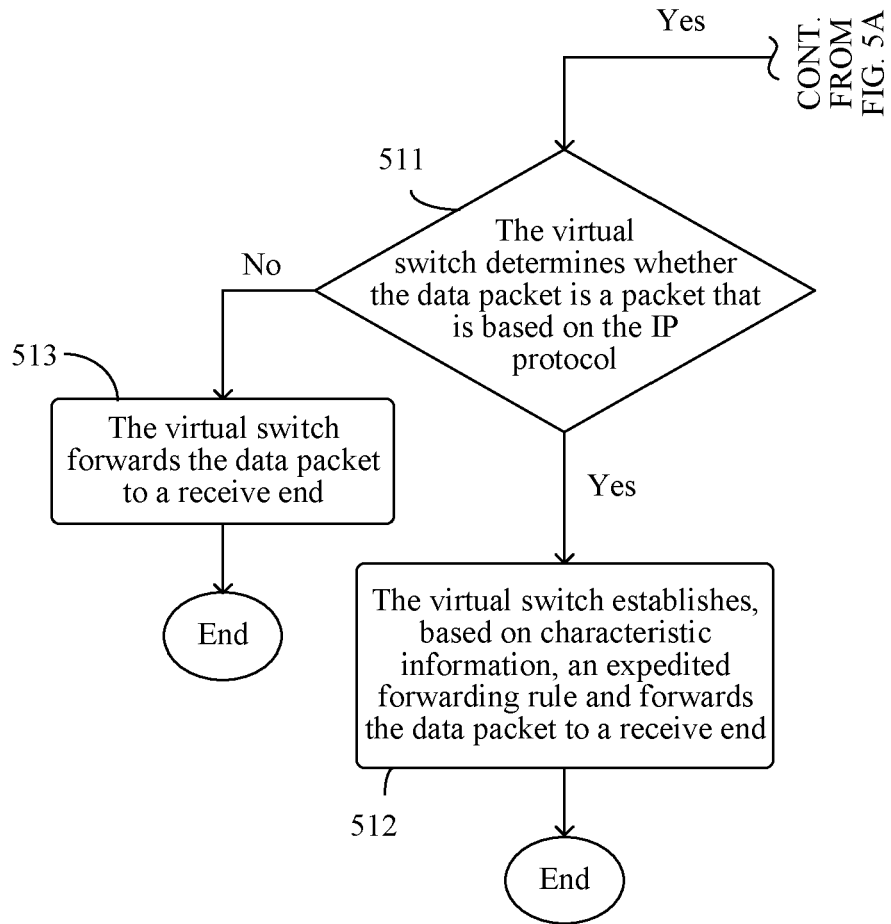 Yes
CONT.
FROM
FIG. 5A
511
The virtual
switch determines whether
the data packet is a packet that
is based on the IP
protocol
No
513
The virtual switch
forwards the data packet
to a receive end
Yes
End
The virtual switch establishes,
based on characteristic
information, an expedited
forwarding rule and forwards
the data packet to a receive end
512
End